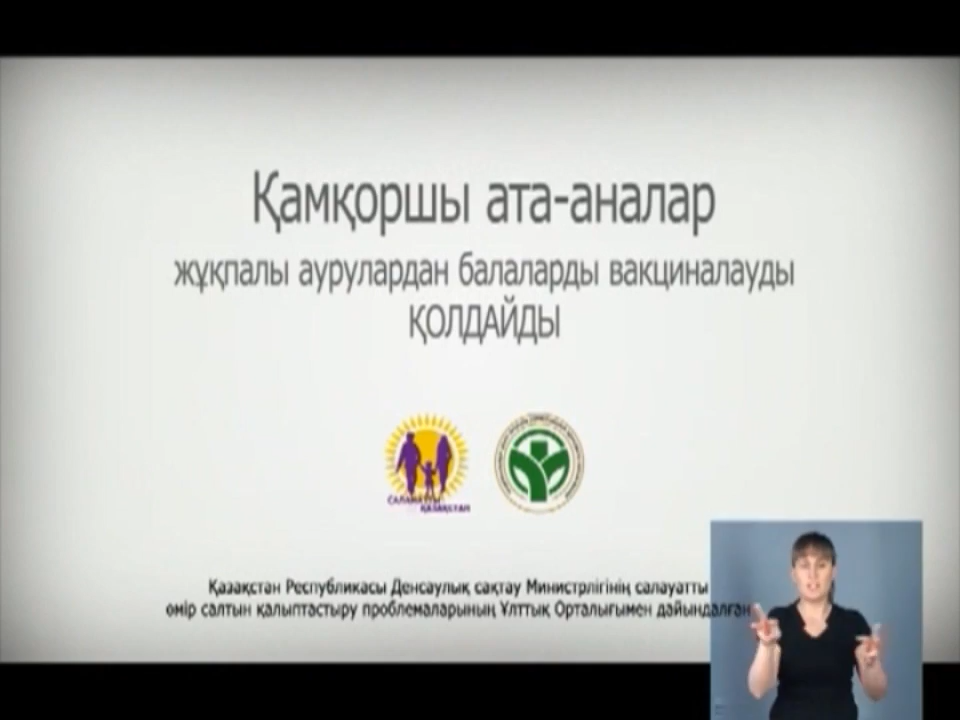 Қамқоршы ата-аналар
жұқпалы аурулардан балаларды вакциналауды
ҚОЛДАЙДЫ
САЛАМАТТЫ
ҚАЗАҚСТАН
Қазақстан Республикасы Денсаулық сақтау Министрлігінің салауатты
өмір салтын қалыптастыру проблемаларының Ұлттық Орталығымен дайындалған